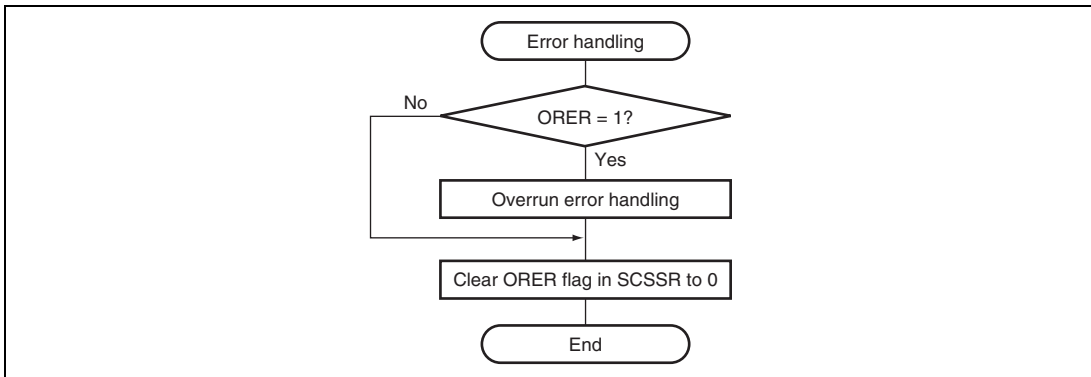 Error handling
No
ORER = 1?
Yes
Overrun error handling
Clear ORER flag in SCSSR to 0
End